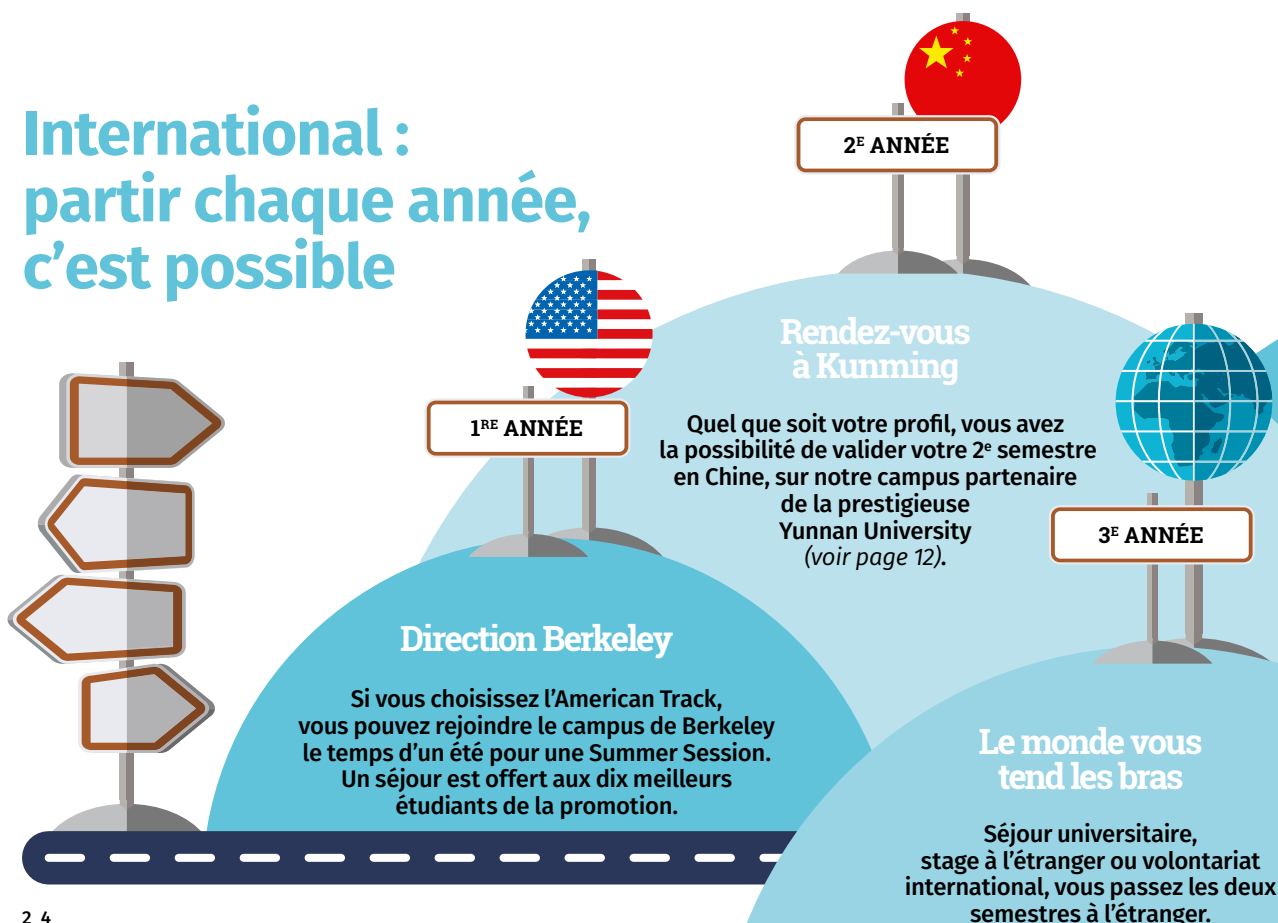 International :
partir chaque année,
c'est possible
1RE ANNÉE
Direction Berkeley
Si vous choisissez l'American Track,
vous pouvez rejoindre le campus de Berkeley
le temps d'un été pour une Summer Session.
Un séjour est offert aux dix meilleurs
étudiants de la promotion.
2E ANNÉE
Rendez-vous
à Kunming
Quel que soit votre profil, vous avez
la possibilité de valider votre 2e semestre
en Chine, sur notre campus partenaire
de la prestigieuse
Yunnan University
(voir page 12).
3E ANNÉE
Le monde vous
tend les bras
Séjour universitaire,
stage à l'étranger ou volontariat
international, vous passez les deux
semestres à l'étranger.
2_4